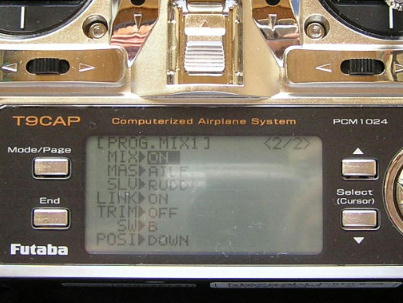 T9CAP Computerized Airplane System PCM1024
Mode/Page
End
Futaba
[PROG.MIX1] <2/2>
MIX▶ON
MAS▶AILE
SLV▶RUDD
LINK▶ON
TRIM▶OFF
SW▶B
POSI▶DOWN
Select
(Cursor)